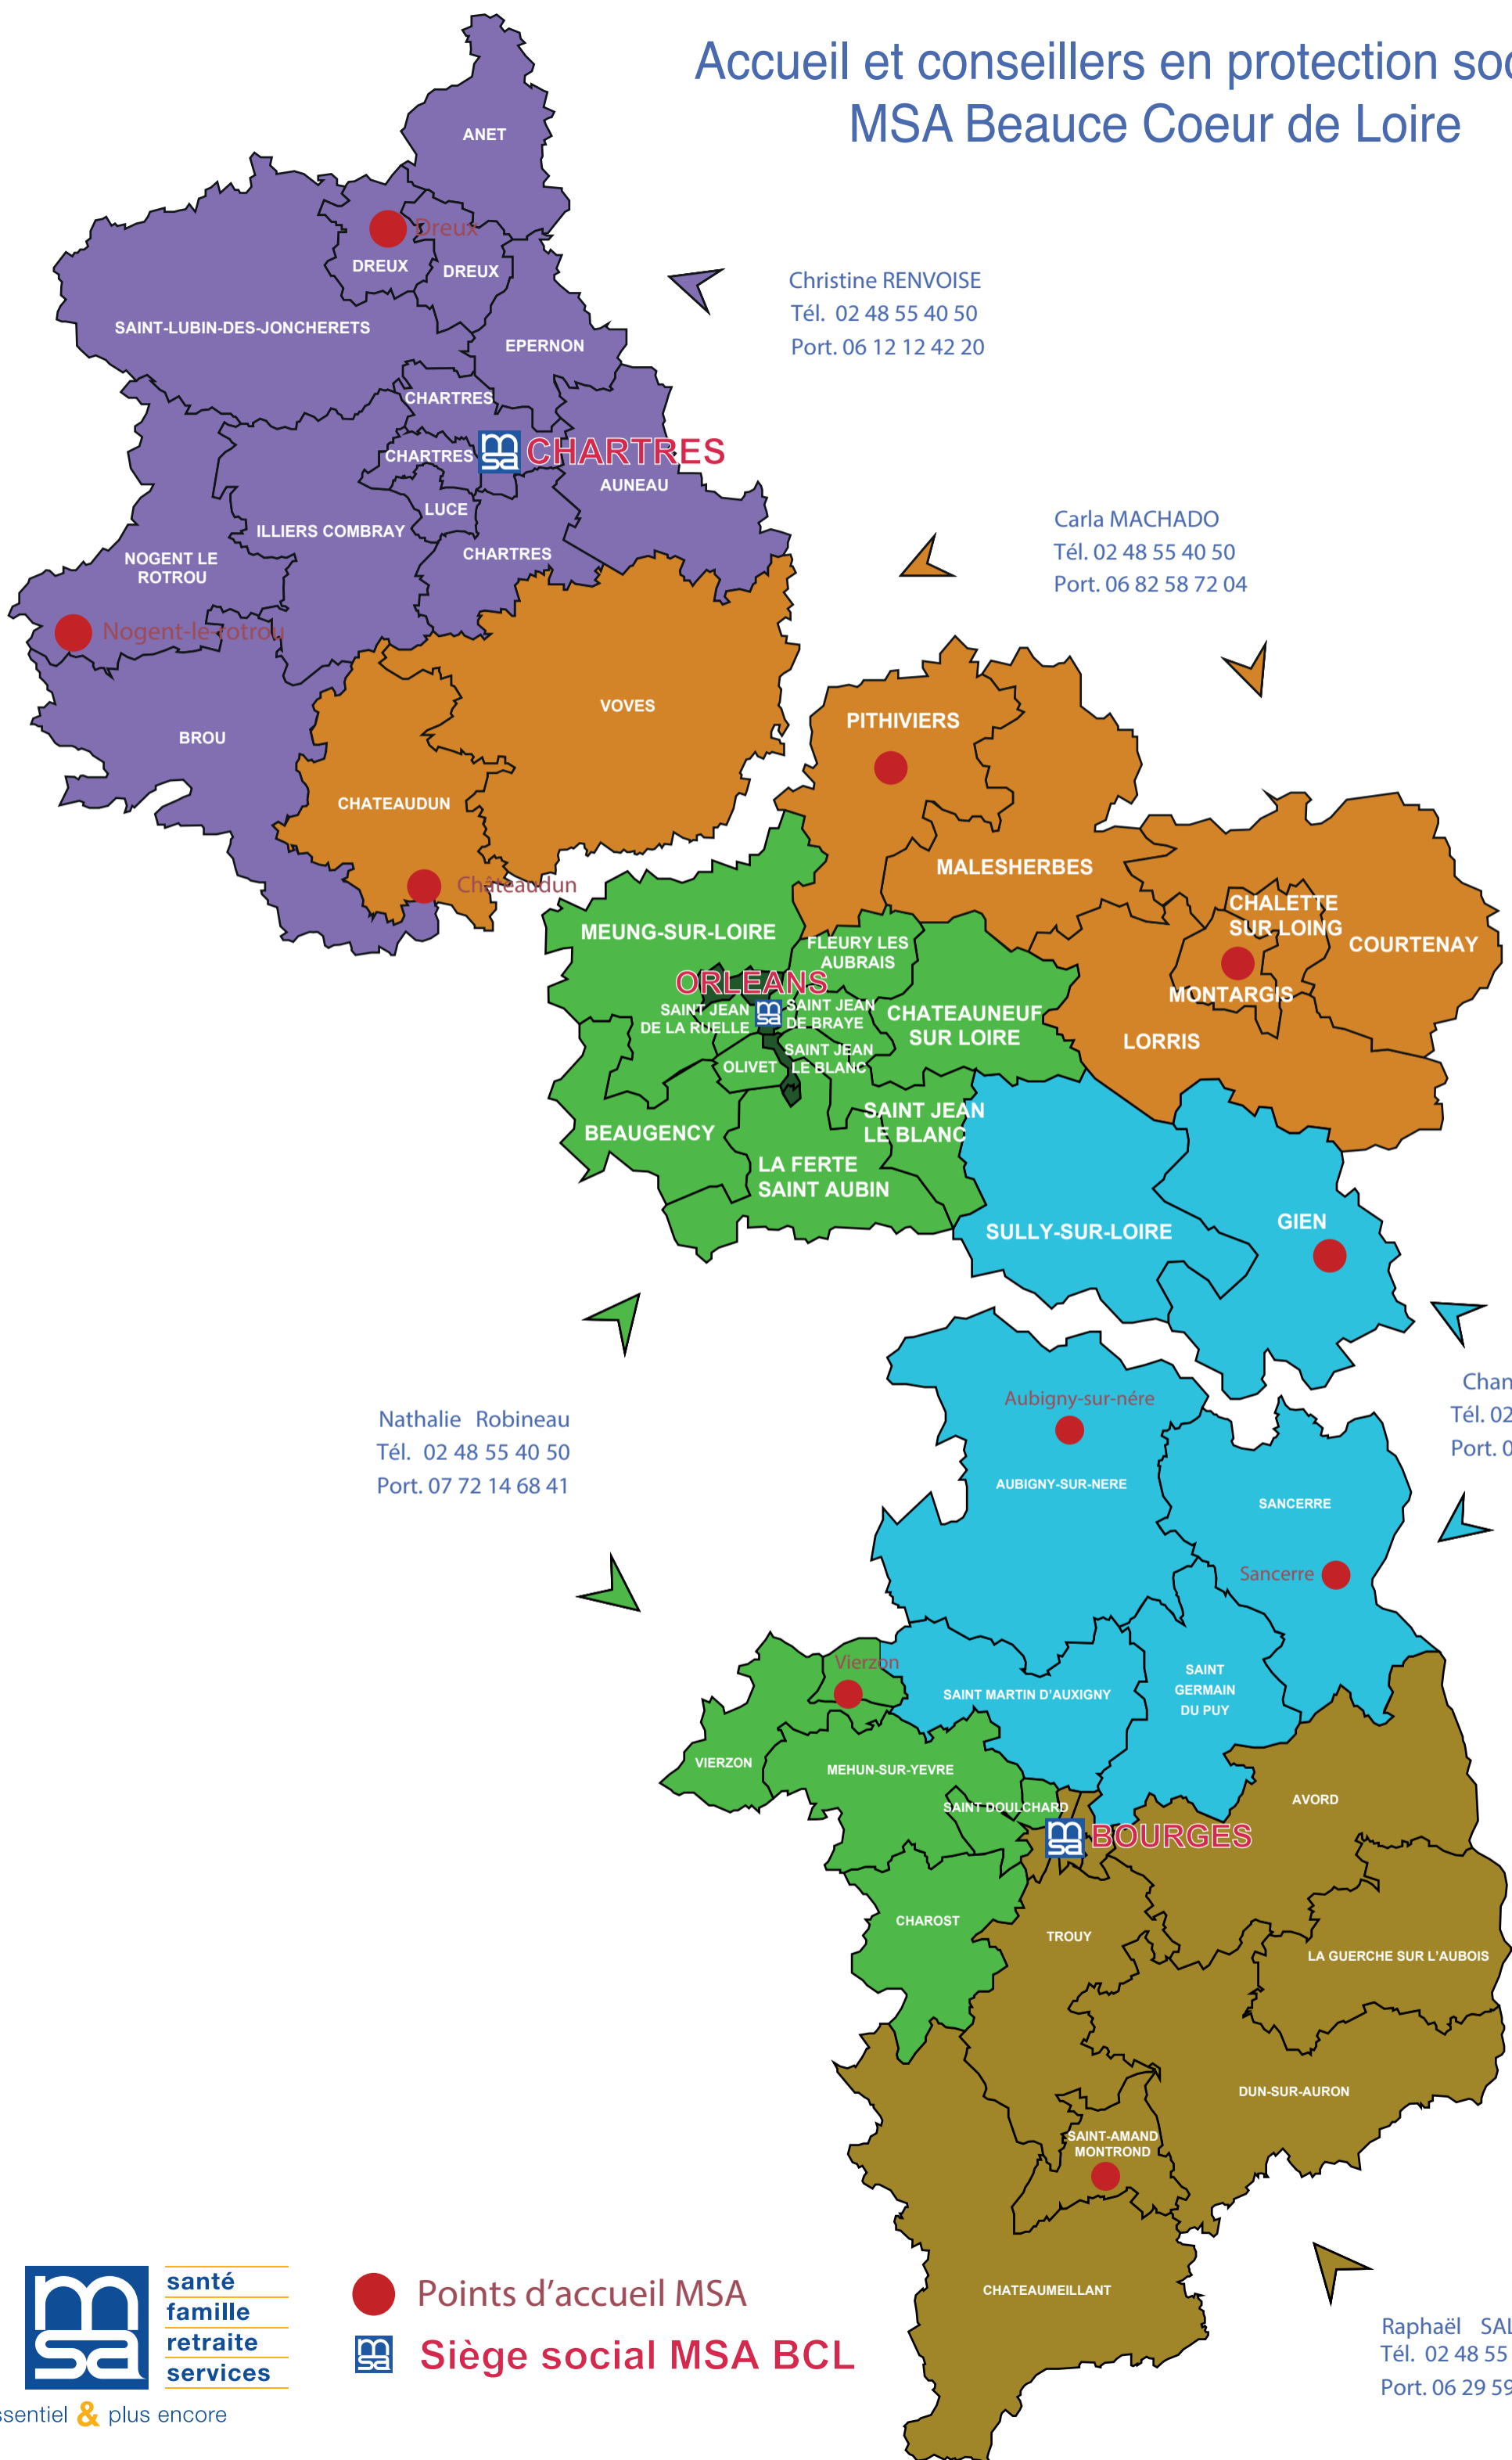 Accueil et conseillers en protection
MSA Beauce Coeur de Loire
ANET
Dreux
DREUX
DREUX
SAINT-LUBIN-DES-JONCHERETS
EPERNON
CHARTRES
CHARTRES
msa CHARTRES
AUNEAU
LUCE
ILLIERS COMBRAY
CHARTRES
NOGENT LE
ROTROU
Nogent-le-rotrou
BROU
Christine RENVOISE
Tél. 02 48 55 40 50
Port. 06 12 12 42 20
Carla MACHADO
Tél. 02 48 55 40 50
Port. 06 82 58 72 04
VOVES
CHATEAUDUN
Châteaudun
PITHIVIERS
MALESHERBES
CHALETTE
SUR LOING
COURTENAY
MONTARGIS
LORRIS
MEUNG-SUR-LOIRE
FLEURY LES
AUBRAIS
ORLEANS
msa
SAINT JEAN
DE LA RUELLE
SAINT JEAN
DE BRAYE
CHATEAUNEUF
SUR LOIRE
OLIVET
SAINT JEAN
LE BLANC
SAINT JEAN
LE BLANC
BEAUGENCY
LA FERTE
SAINT AUBIN
SULLY-SUR-LOIRE
GIEN
Chan
Tél. 02
Port. 0
Nathalie Robineau
Tél. 02 48 55 40 50
Port. 07 72 14 68 41
Aubigny-sur-nére
AUBIGNY-SUR-NERE
SANCERRE
Sancerre
Vierzon
SAINT MARTIN D'AUXIGNY
SAINT
GERMAIN
DU PUY
VIERZON
MEHUN-SUR-YEVRE
SAINT DOULCHARD
AVORD
msa BOURGES
CHAROST
TROUY
LA GUERCHE SUR L'AUBOIS
DUN-SUR-AURON
SAINT-AMAND
MONTROND
CHATEAUMEILLANT
Raphaël SAL
Tél. 02 48 55
Port. 06 29 59
msa
santé
famille
retraite
services
ssentiel & plus encore
Points d'accueil MSA
msa Siège social MSA BCL